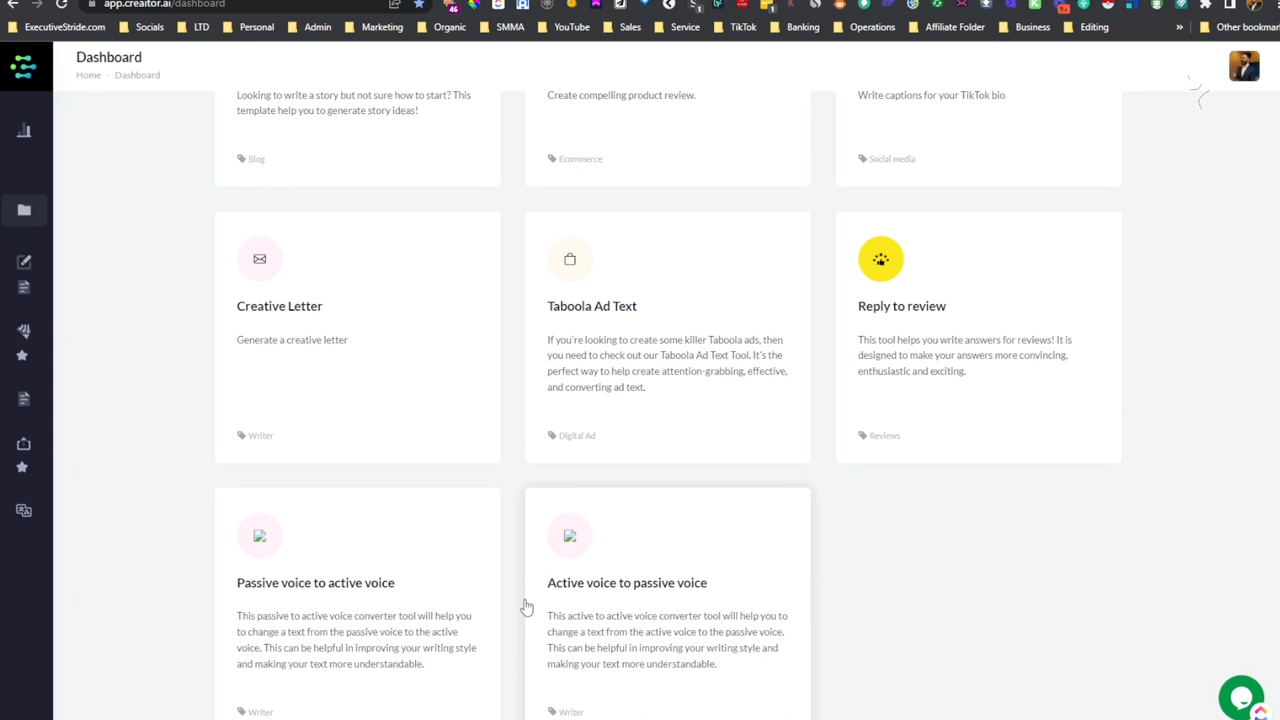 app.creaitor.ai/dashboard
ExecutiveStride.com Socials LTD Personal Admin Marketing Organic SMMA YouTube Sales Service TikTok Banking Operations Affiliate Folder Business Editing » Other bookmark
Dashboard
Home - Dashboard
Looking to write a story but not sure how to start? This
template help you to generate story ideas!
Blog
Create compelling product review.
Ecommerce
Write captions for your TikTok bio
Social media
Creative Letter
Generate a creative letter
Writer
Taboola Ad Text
If you're looking to create some killer Taboola ads, then
you need to check out our Taboola Ad Text Tool. It's the
perfect way to help create attention-grabbing, effective,
and converting ad text.
Digital Ad
Reply to review
This tool helps you write answers for reviews! It is
designed to make your answers more convincing,
enthusiastic and exciting.
Reviews
Passive voice to active voice
This passive to active voice converter tool will help you
to change a text from the passive voice to the active
voice. This can be helpful in improving your writing style
and making your text more understandable.
Writer
Active voice to passive voice
This active to active voice converter tool will help you to
change a text from the active voice to the passive voice.
This can be helpful in improving your writing style and
making your text more understandable.
Writer